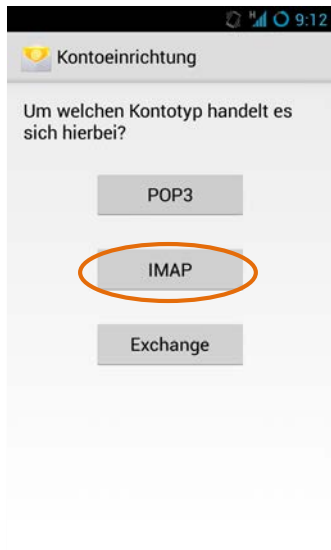 H 9:12
Kontoeinrichtung
Um welchen Kontotyp handelt es
sich hierbei?
POP3
IMAP
Exchange